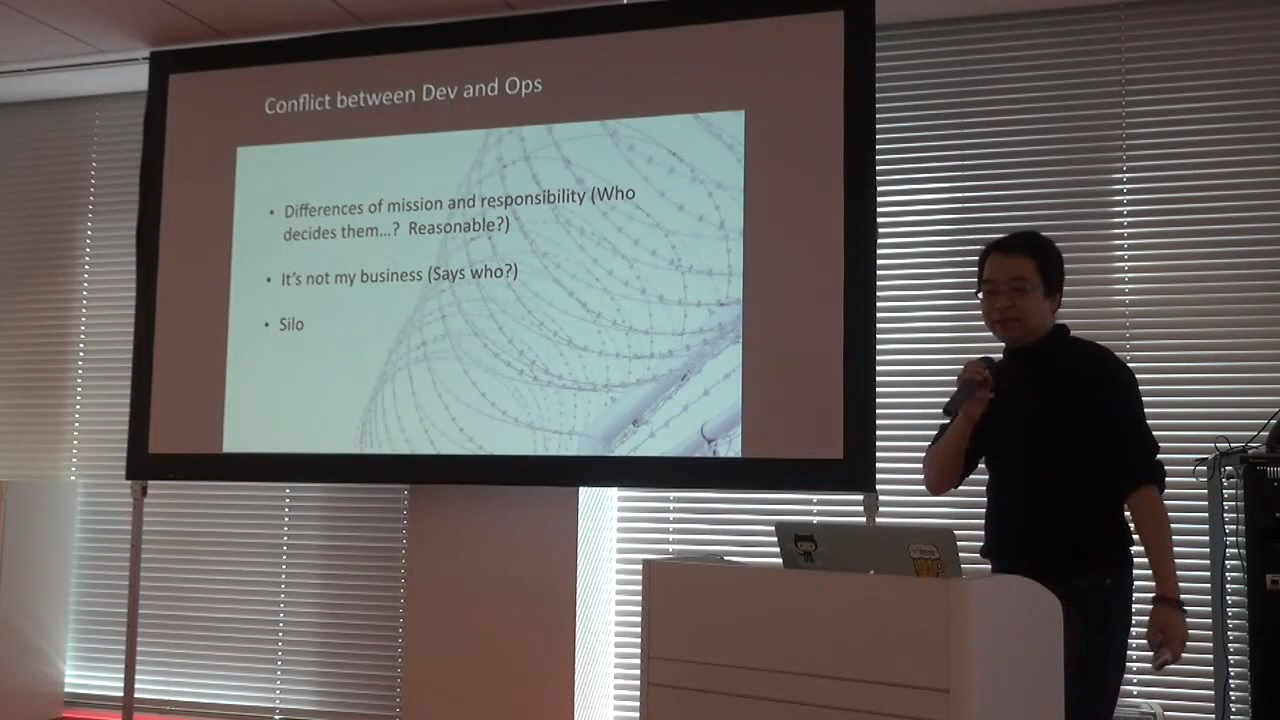 Conflict between Dev and Ops
• Differences of mission and responsibility (Who
decides them...? Reasonable?)
• It's not my business (Says who?)
• Silo